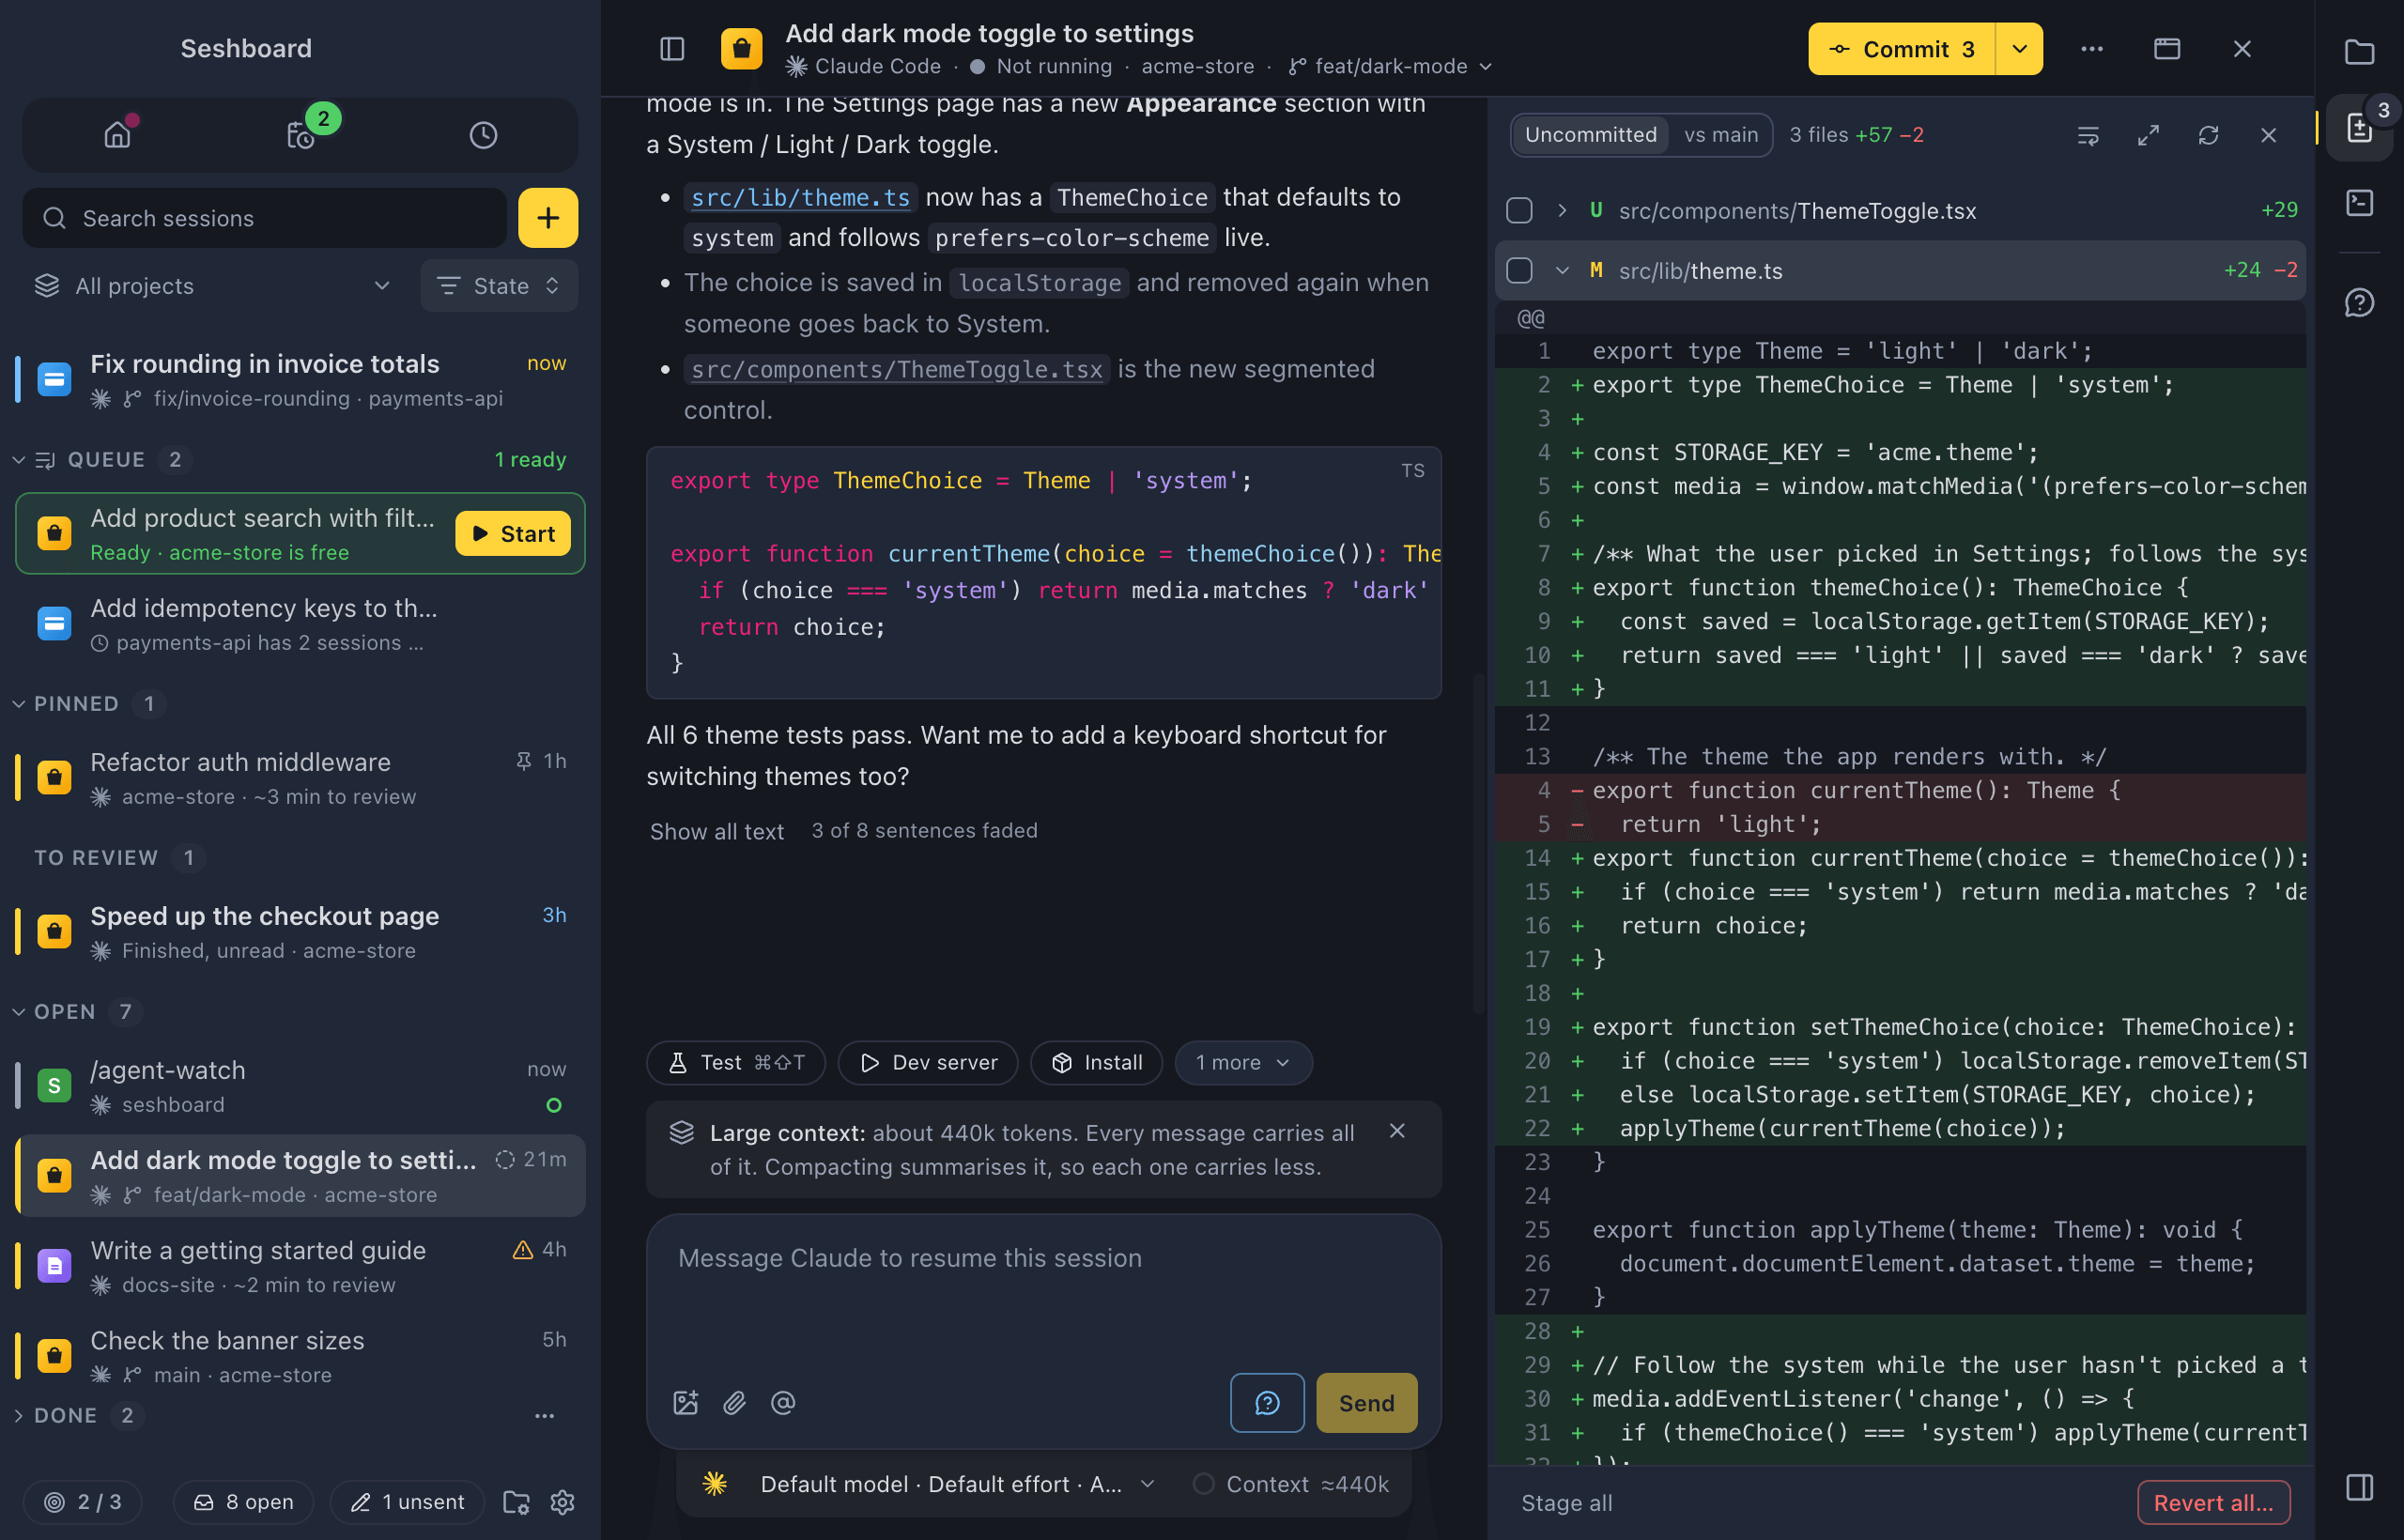 Seshboard
2
Search sessions
All projects
State
Fix rounding in invoice totals
now
fix/invoice-rounding · payments-api
QUEUE 2
1 ready
Add product search with filt...
Ready · acme-store is free
Start
Add idempotency keys to th...
payments-api has 2 sessions ...
PINNED 1
Refactor auth middleware
1h
acme-store · ~3 min to review
TO REVIEW 1
Speed up the checkout page
3h
Finished, unread · acme-store
OPEN 7
S
/agent-watch
now
seshboard
Add dark mode toggle to setti...
21m
feat/dark-mode · acme-store
Write a getting started guide
4h
docs-site · ~2 min to review
Check the banner sizes
5h
main · acme-store
DONE 2
2 / 3
8 open
1 unsent
Add dark mode toggle to settings
Claude Code · Not running · acme-store · feat/dark-mode
Commit 3
mode is in. The Settings page has a new Appearance section with
a System / Light / Dark toggle.
• src/lib/theme.ts now has a ThemeChoice that defaults to
system and follows prefers-color-scheme live.
• The choice is saved in localStorage and removed again when
someone goes back to System.
• src/components/ThemeToggle.tsx is the new segmented
control.
TS
export type ThemeChoice = Theme | 'system';
export function currentTheme(choice = themeChoice()): The
if (choice === 'system') return media.matches ? 'dark'
return choice;
}
All 6 theme tests pass. Want me to add a keyboard shortcut for
switching themes too?
Show all text
3 of 8 sentences faded
Test ⌘⇧T
Dev server
Install
1 more
Large context: about 440k tokens. Every message carries all
of it. Compacting summarises it, so each one carries less.
Message Claude to resume this session
Send
Default model · Default effort · A...
Context ≈440k
Uncommitted
vs main
3 files +57 −2
U src/components/ThemeToggle.tsx
+29
M src/lib/theme.ts
+24 −2
@@
1 export type Theme = 'light' | 'dark';
2 + export type ThemeChoice = Theme | 'system';
3 +
4 + const STORAGE_KEY = 'acme.theme';
5 + const media = window.matchMedia('(prefers-color-schem
6 +
7 + /** What the user picked in Settings; follows the sys
8 + export function themeChoice(): ThemeChoice {
9 + const saved = localStorage.getItem(STORAGE_KEY);
10 + return saved === 'light' || saved === 'dark' ? save
11 + }
12
13 /** The theme the app renders with. */
4 − export function currentTheme(): Theme {
5 − return 'light';
14 + export function currentTheme(choice = themeChoice()):
15 + if (choice === 'system') return media.matches ? 'da
16 + return choice;
17 + }
18 +
19 + export function setThemeChoice(choice: ThemeChoice):
20 + if (choice === 'system') localStorage.removeItem(ST
21 + else localStorage.setItem(STORAGE_KEY, choice);
22 + applyTheme(currentTheme(choice));
23 }
24
25 export function applyTheme(theme: Theme): void {
26 document.documentElement.dataset.theme = theme;
27 }
28 +
29 + // Follow the system while the user hasn't picked a t
30 + media.addEventListener('change', () => {
31 + if (themeChoice() === 'system') applyTheme(currentT
32 + });
Stage all
Revert all...
3